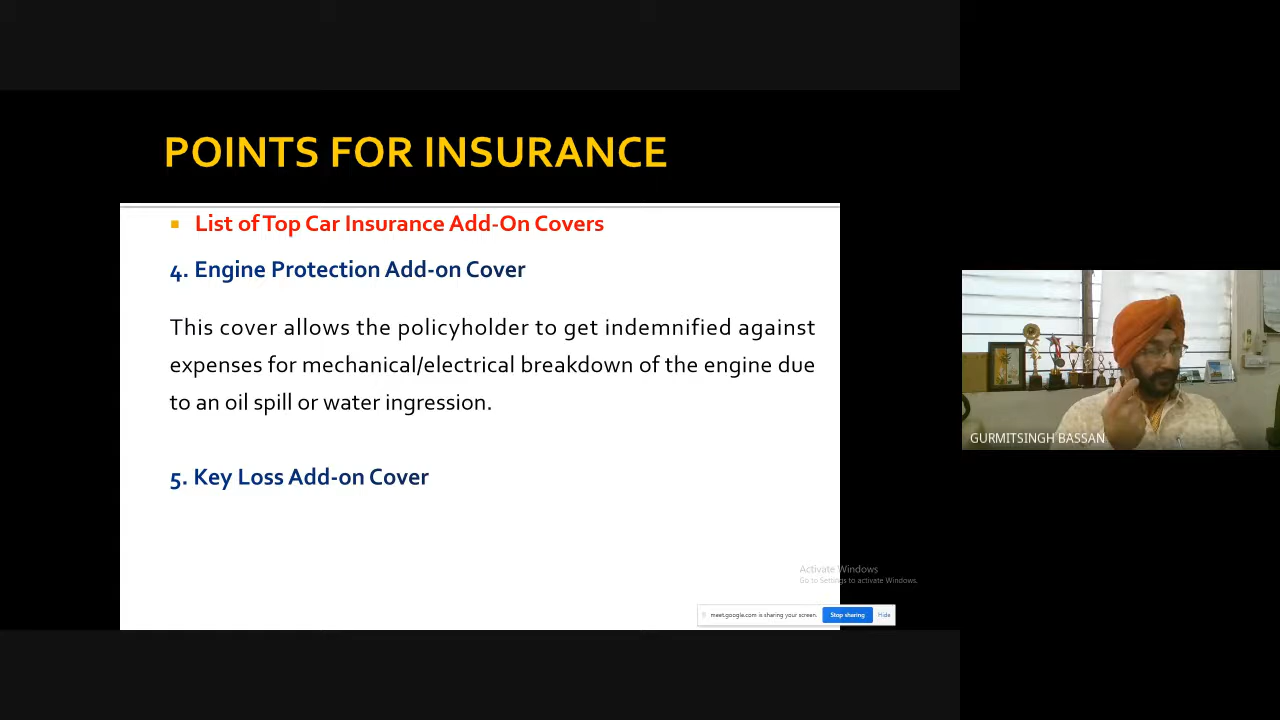 POINTS FOR INSURANCE
List of Top Car Insurance Add-On Covers
4. Engine Protection Add-on Cover
This cover allows the policyholder to get indemnified against
expenses for mechanical/electrical breakdown of the engine due
to an oil spill or water ingression.
5. Key Loss Add-on Cover
GURMITSINGH BASSAN
Activate Windows
Go to Settings to activate Windows.
meet.google.com is sharing your screen.
Stop sharing
Hide